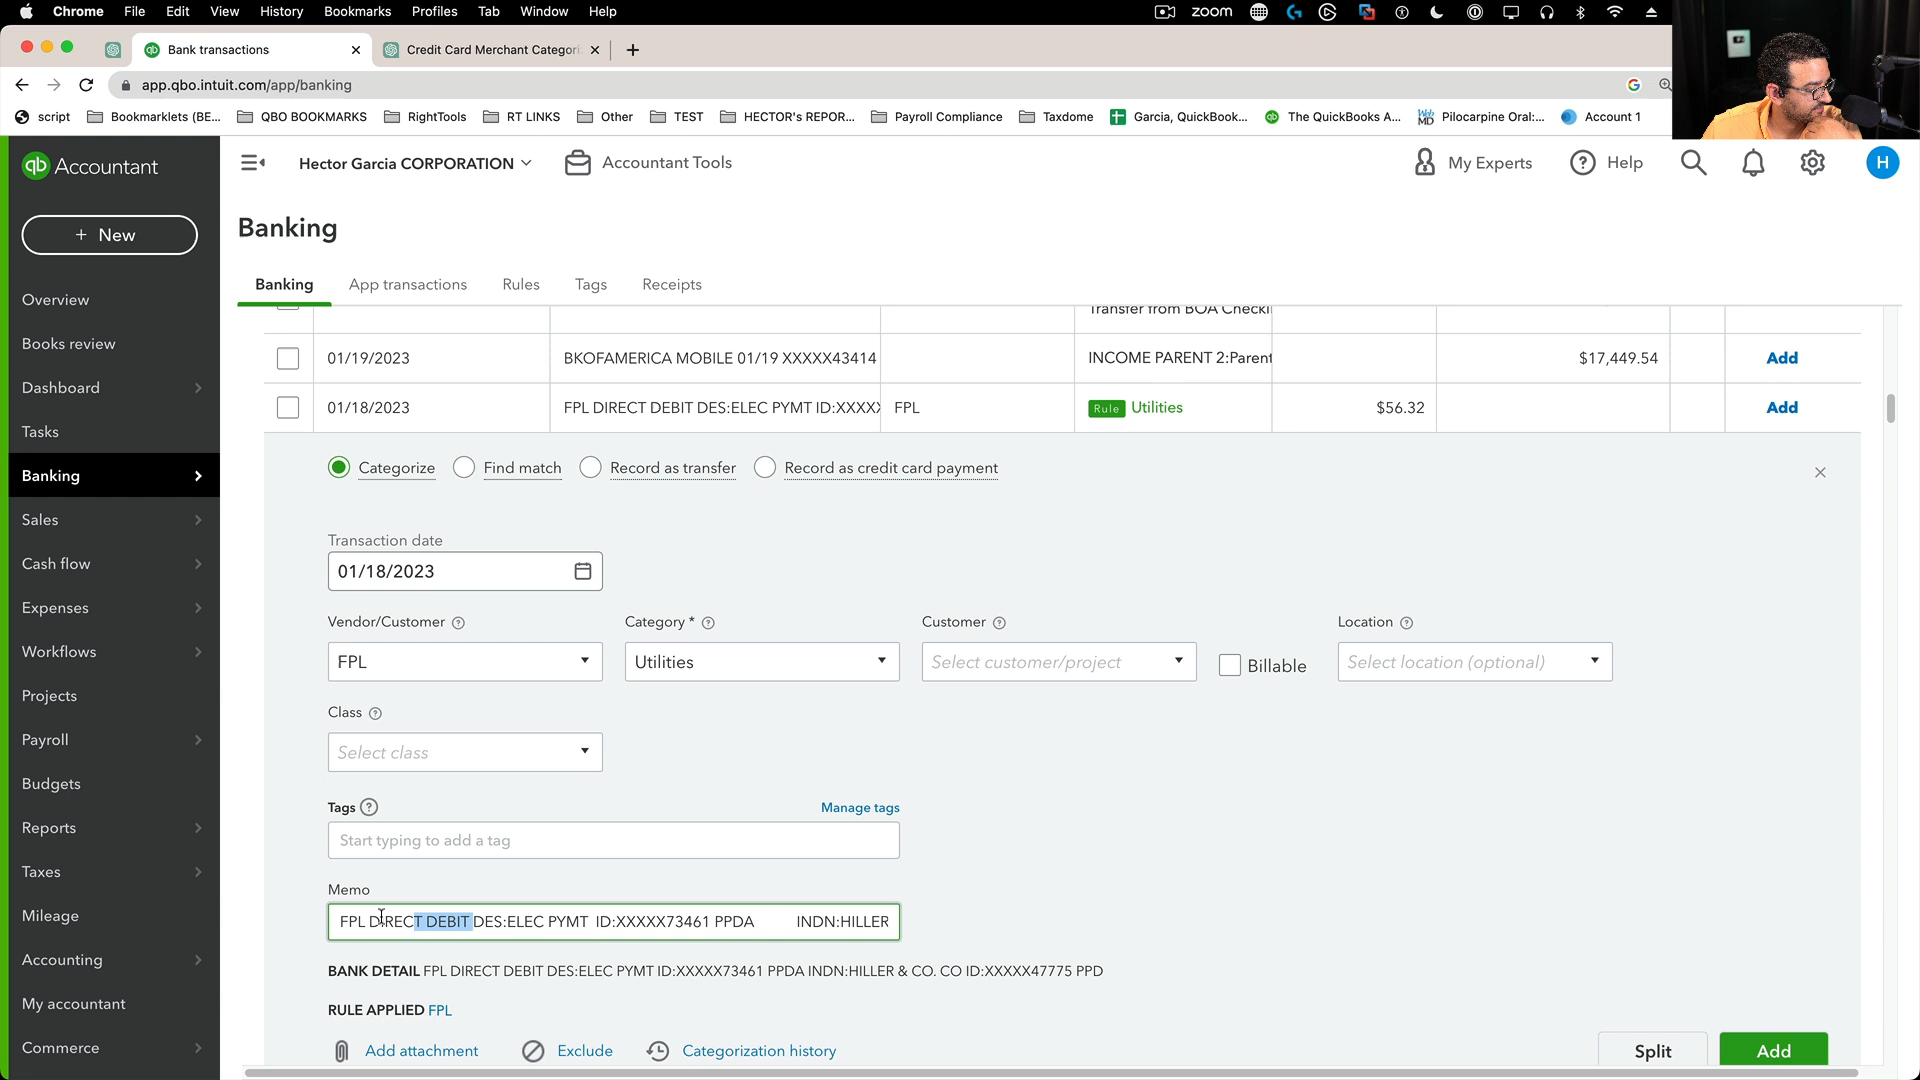 Chrome File Edit View History Bookmarks Profiles Tab Window Help zoom
Bank transactions Credit Card Merchant Categori
app.qbo.intuit.com/app/banking
script Bookmarklets (BE... QBO BOOKMARKS RightTools RT LINKS Other TEST HECTOR's REPOR... Payroll Compliance Taxdome Garcia, QuickBook... The QuickBooks A... Web MD Pilocarpine Oral:... Account 1
qb Accountant
Hector Garcia CORPORATION Accountant Tools My Experts Help H
+ New
Overview
Books review
Dashboard
Tasks
Banking
Sales
Cash flow
Expenses
Workflows
Projects
Payroll
Budgets
Reports
Taxes
Mileage
Accounting
My accountant
Commerce
Banking
Banking App transactions Rules Tags Receipts
Transfer from BOA Checki
01/19/2023 BKOFAMERICA MOBILE 01/19 XXXXX43414 INCOME PARENT 2:Parent $17,449.54 Add
01/18/2023 FPL DIRECT DEBIT DES:ELEC PYMT ID:XXXXX FPL Rule Utilities $56.32 Add
Categorize Find match Record as transfer Record as credit card payment
Transaction date
01/18/2023
Vendor/Customer Category * Customer Location
FPL Utilities Select customer/project Billable Select location (optional)
Class
Select class
Tags Manage tags
Start typing to add a tag
Memo
FPL DIRECT DEBIT DES:ELEC PYMT ID:XXXXX73461 PPDA INDN:HILLER
BANK DETAIL FPL DIRECT DEBIT DES:ELEC PYMT ID:XXXXX73461 PPDA INDN:HILLER & CO. CO ID:XXXXX47775 PPD
RULE APPLIED FPL
Add attachment Exclude Categorization history Split Add